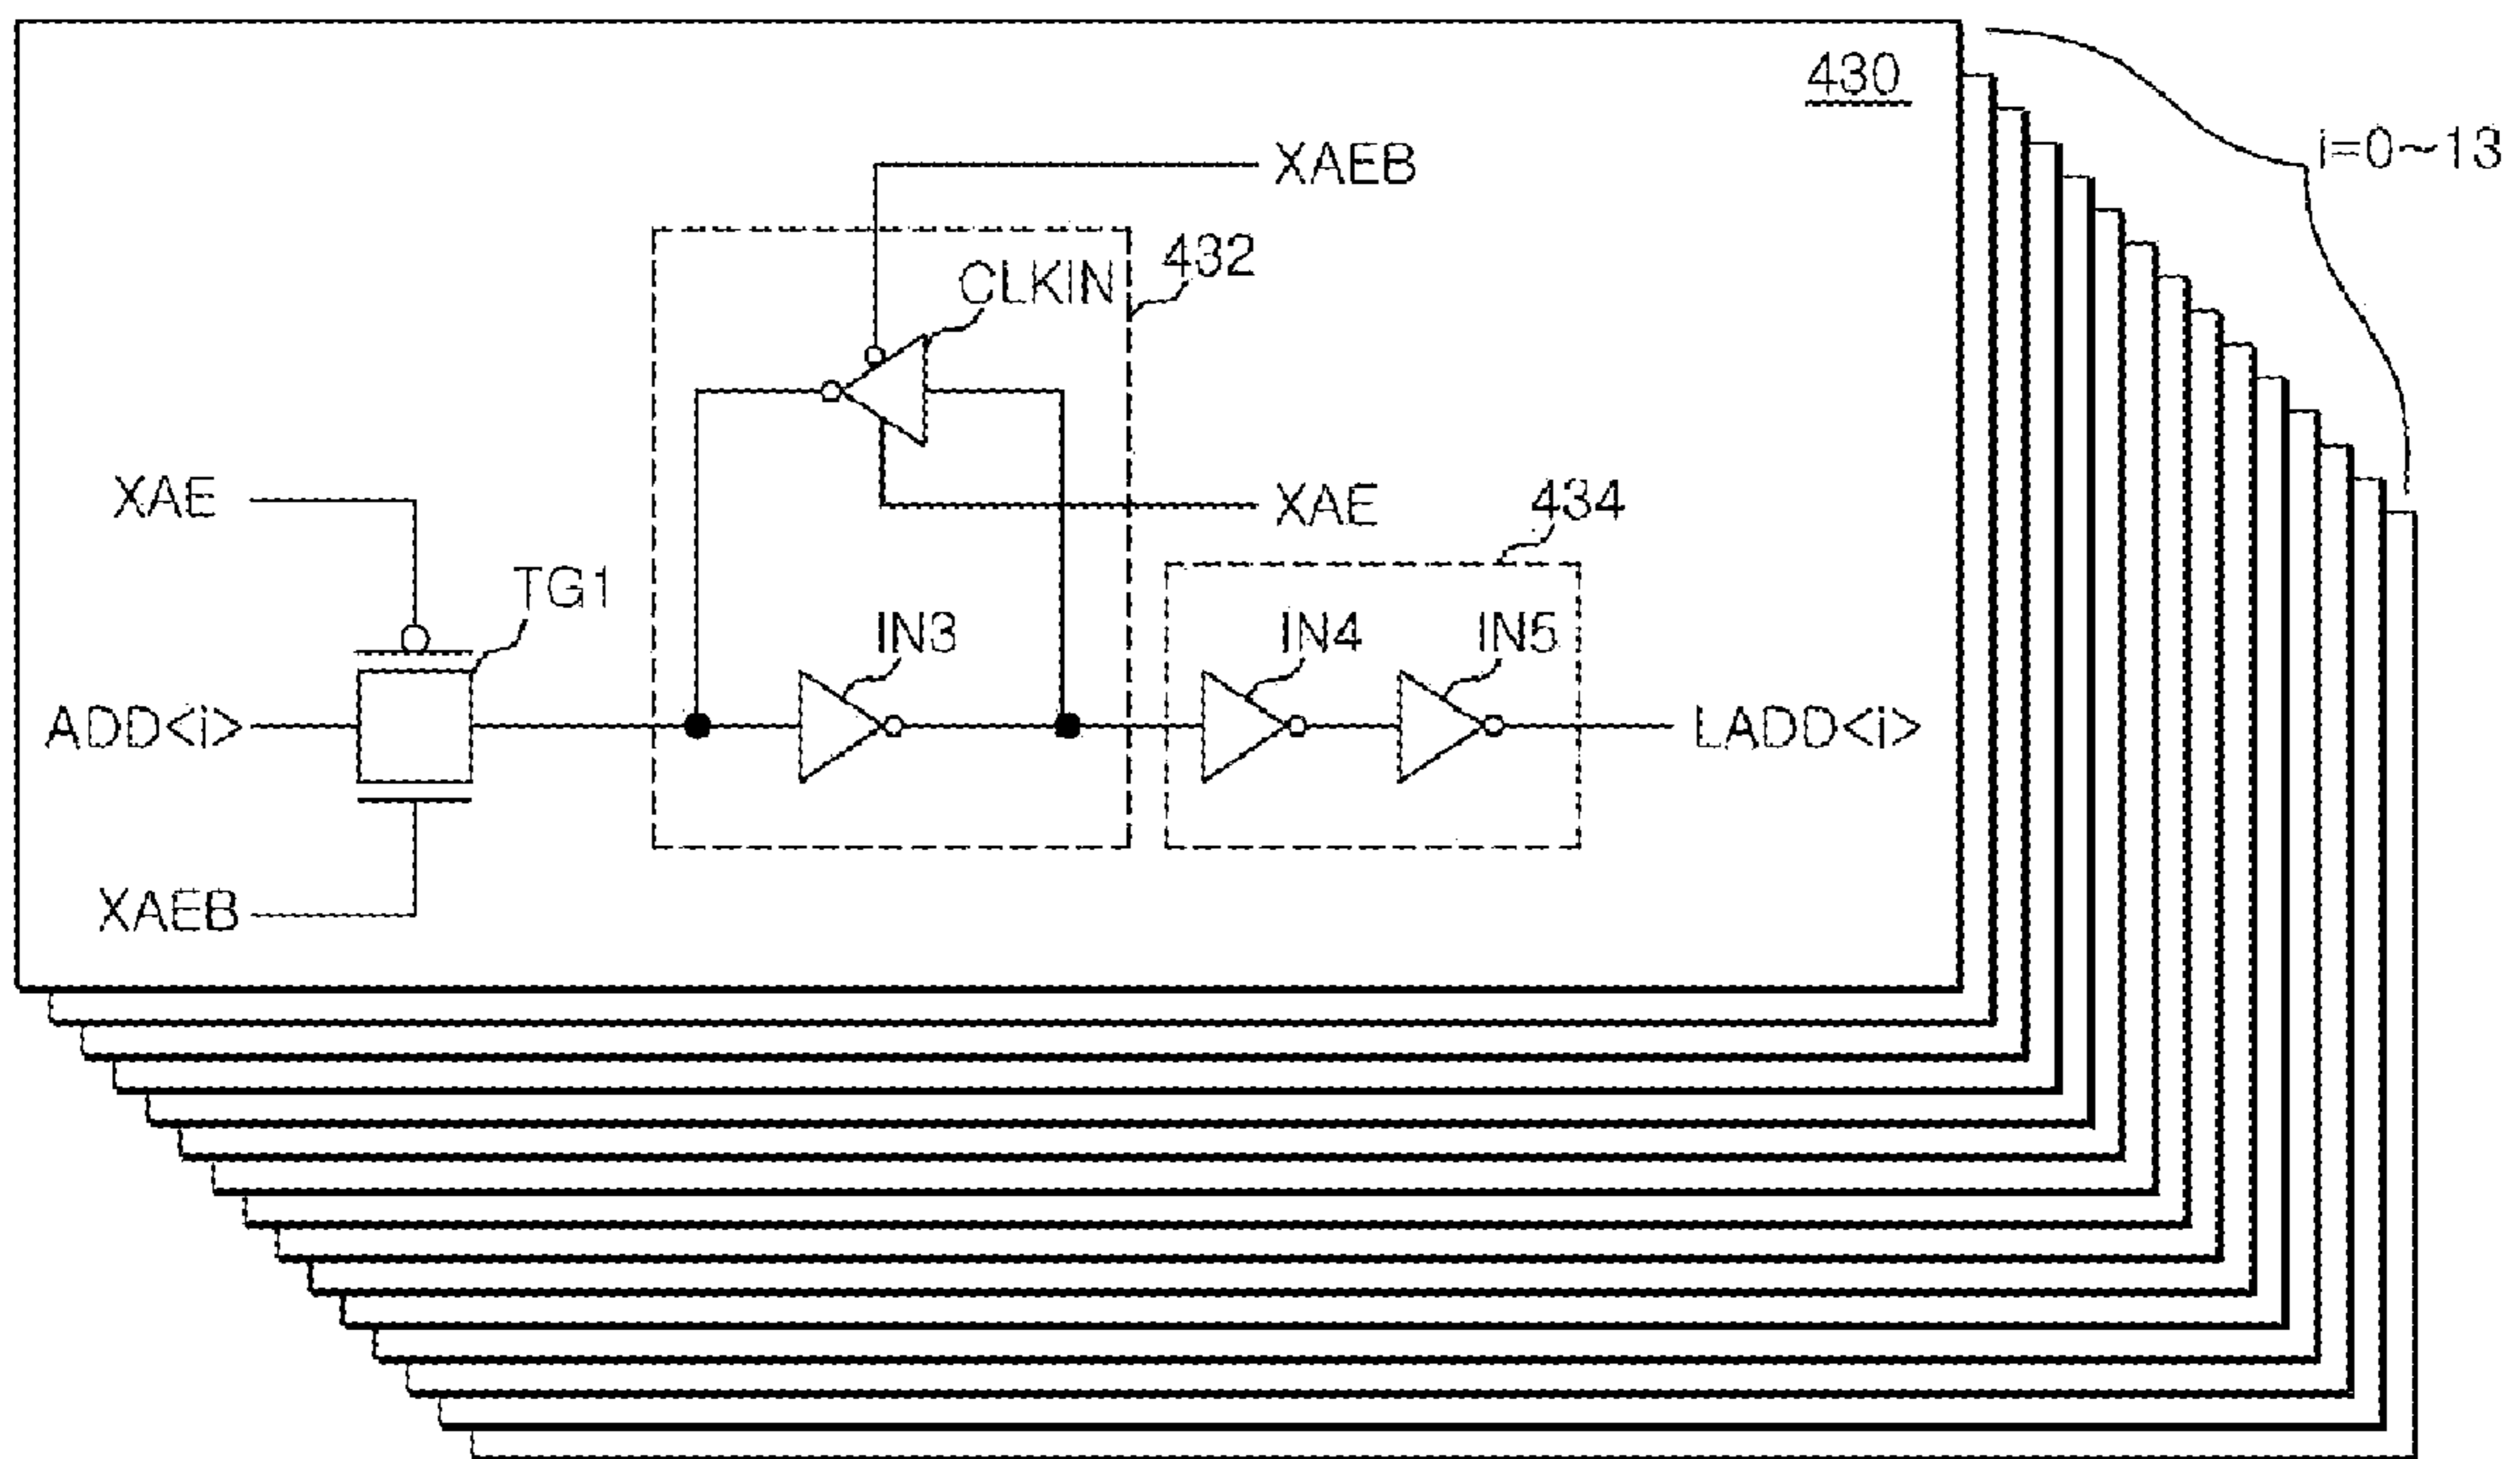 430
i=0~13
XAEB
432
CLKIN
XAE
XAE
434
TG1
IN3
IN4
IN5
ADD<i>
LADD<i>
XAEB